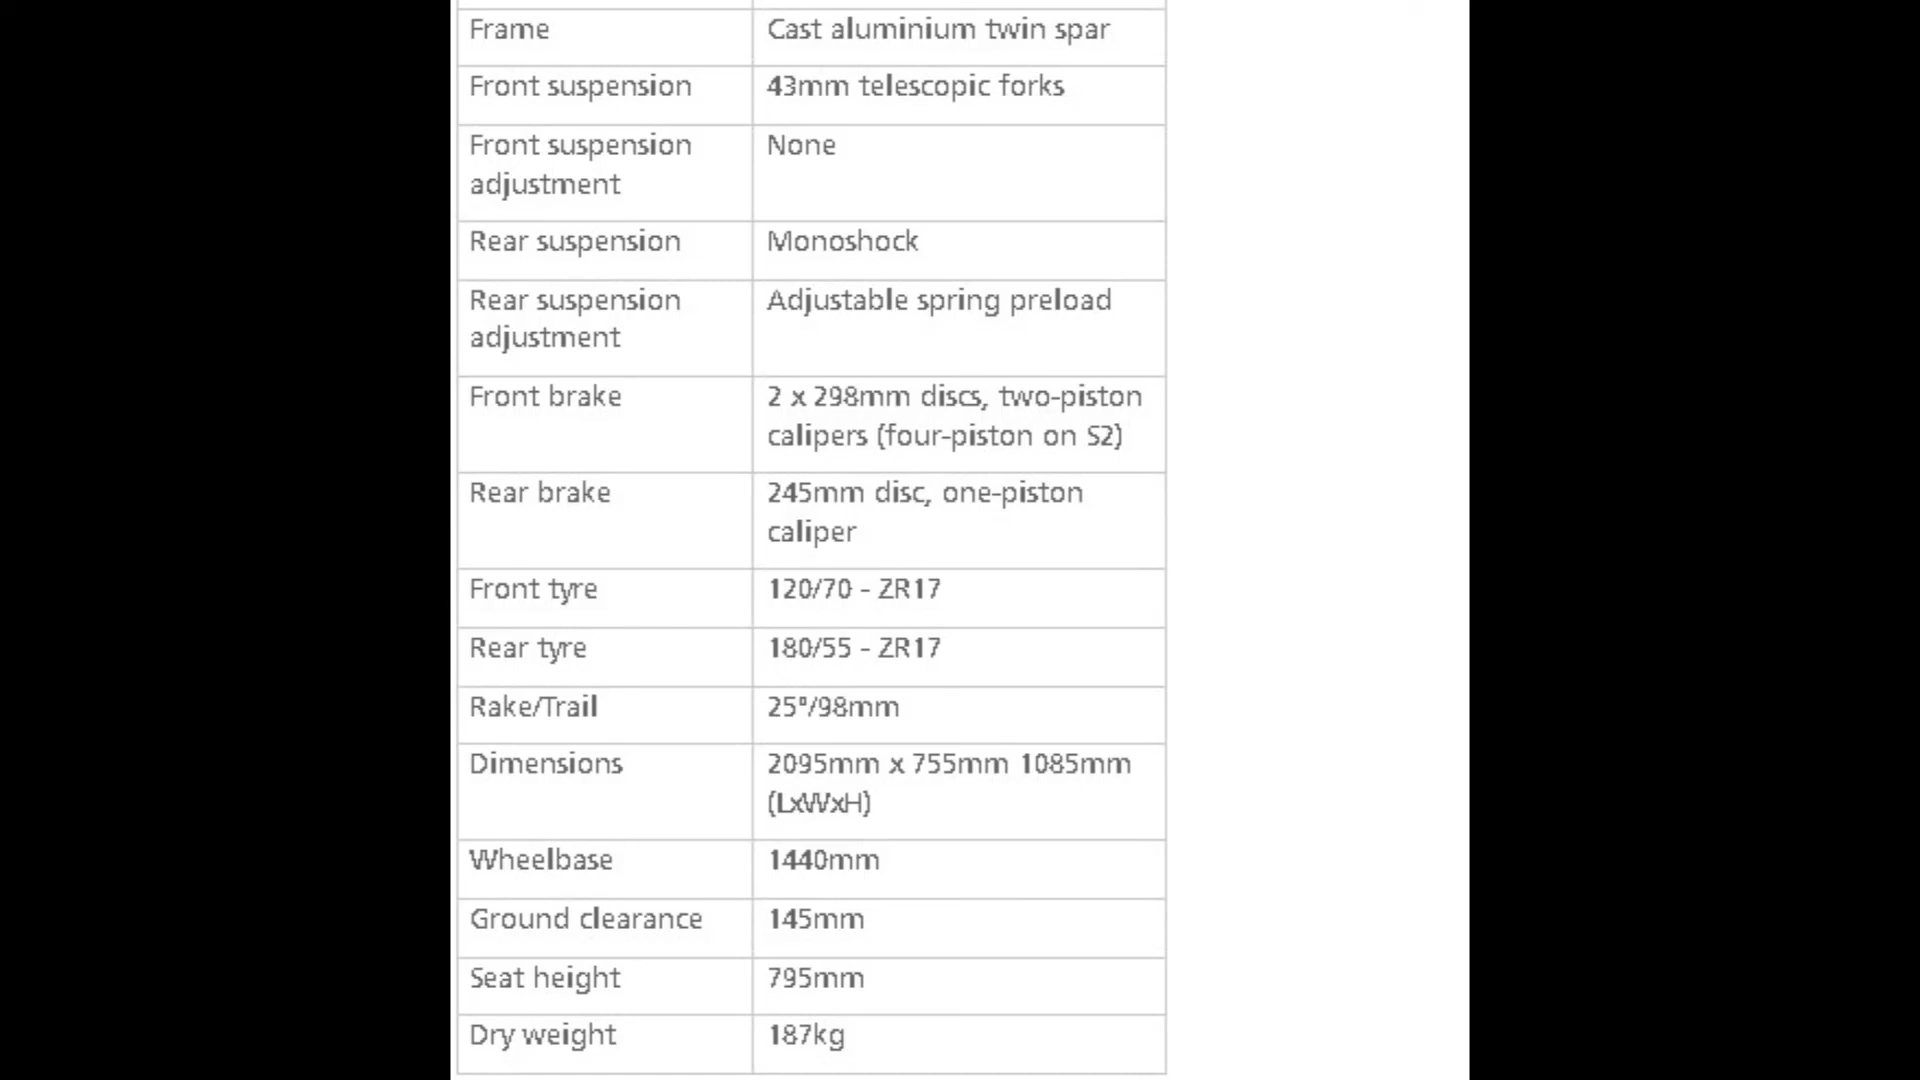 Frame
Cast aluminium twin spar
Front suspension
43mm telescopic forks
Front suspension
adjustment
None
Rear suspension
Monoshock
Rear suspension
adjustment
Adjustable spring preload
Front brake
2 x 298mm discs, two-piston
calipers (four-piston on S2)
Rear brake
245mm disc, one-piston
caliper
Front tyre
120/70 - ZR17
Rear tyre
180/55 - ZR17
Rake/Trail
25°/98mm
Dimensions
2095mm x 755mm 1085mm
(LxWxH)
Wheelbase
1440mm
Ground clearance
145mm
Seat height
795mm
Dry weight
187kg